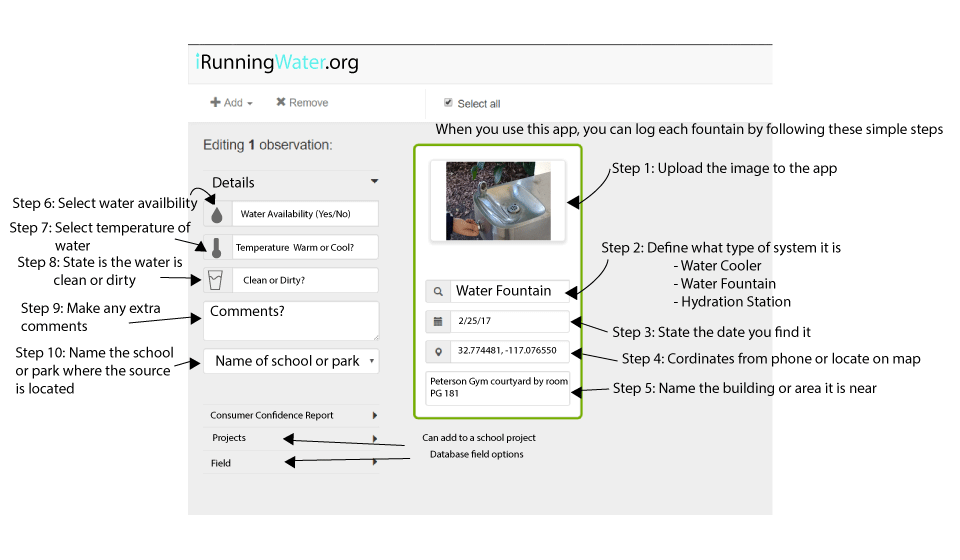 iRunningWater.org
Add
Remove
Select all
When you use this app, you can log each fountain by following these simple steps
Editing 1 observation:
Details
Step 1: Upload the image to the app
Step 6: Select water availbility
Water Availability (Yes/No)
Step 7: Select temperature of
water
Temperature Warm or Cool?
Step 8: State is the water is
clean or dirty
Clean or Dirty?
Step 9: Make any extra
comments
Comments?
Step 10: Name the school
or park where the source
is located
Name of school or park
Water Fountain
Step 2: Define what type of system it is
- Water Cooler
- Water Fountain
- Hydration Station
2/25/17
Step 3: State the date you find it
32.774481, -117.076550
Step 4: Cordinates from phone or locate on map
Peterson Gym courtyard by room
PG 181
Step 5: Name the building or area it is near
Consumer Confidence Report
Projects
Can add to a school project
Field
Database field options